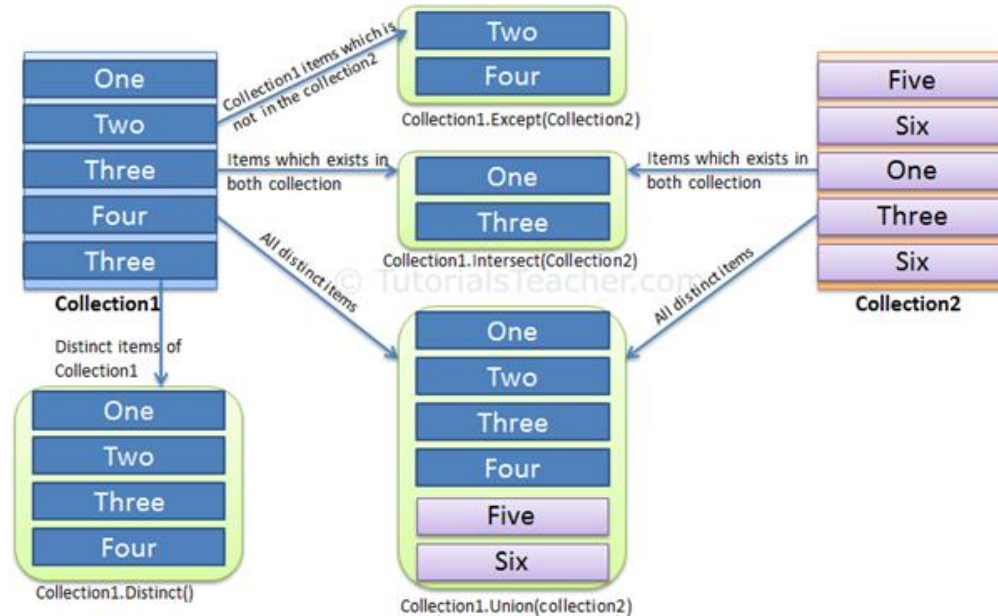 One
Two
Three
Four
Three
Collection1
Collection1 items which is
not in the collection2
Two
Four
Collection1.Except(Collection2)
Items which exists in
both collection
One
Three
Collection1.Intersect(Collection2)
Items which exists in
both collection
Five
Six
One
Three
Six
Collection2
© TutorialsTeacher.com
All distinct items
All distinct items
Distinct items of
Collection1
One
Two
Three
Four
Collection1.Distinct()
One
Two
Three
Four
Five
Six
Collection1.Union(collection2)